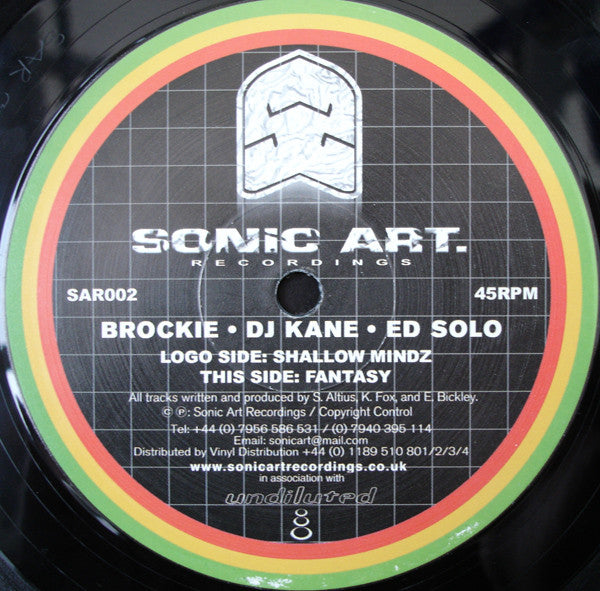 SONIC ART.
RECORDINGS
SAR002 45RPM
BROCKIE • DJ KANE • ED SOLO
LOGO SIDE: SHALLOW MINDZ
THIS SIDE: FANTASY
All tracks written and produced by S. Altius, K. Fox, and E. Bickley.
© ℗: Sonic Art Recordings / Copyright Control
Tel: +44 (0) 7956 586 531 / (0) 7940 395 114
Email: sonicart@mail.com
Distributed by Vinyl Distribution +44 (0) 1189 510 801/2/3/4
www.sonicartrecordings.co.uk
in association with
undiluted